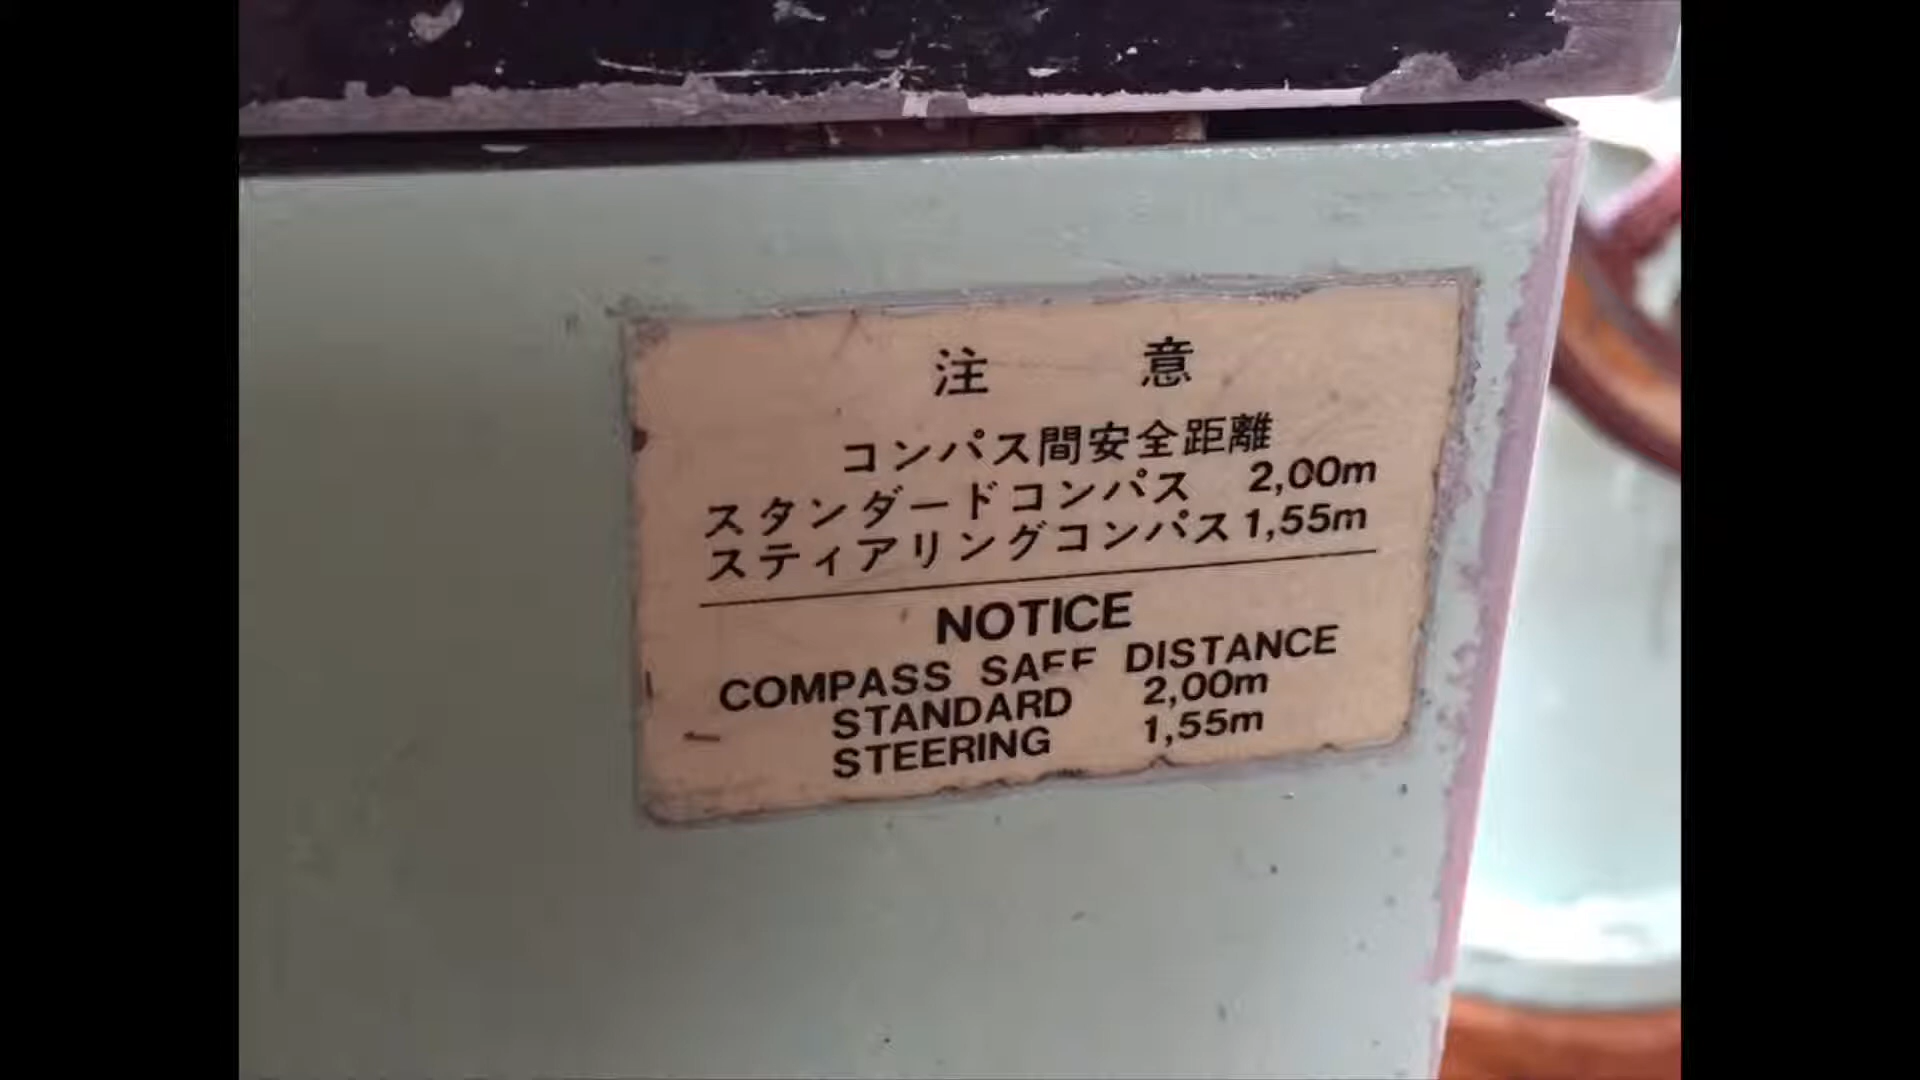 注 意
コンパス間安全距離
スタンダードコンパス 2,00m
スティアリングコンパス 1,55m
NOTICE
COMPASS SAFE DISTANCE
STANDARD 2,00m
STEERING 1,55m